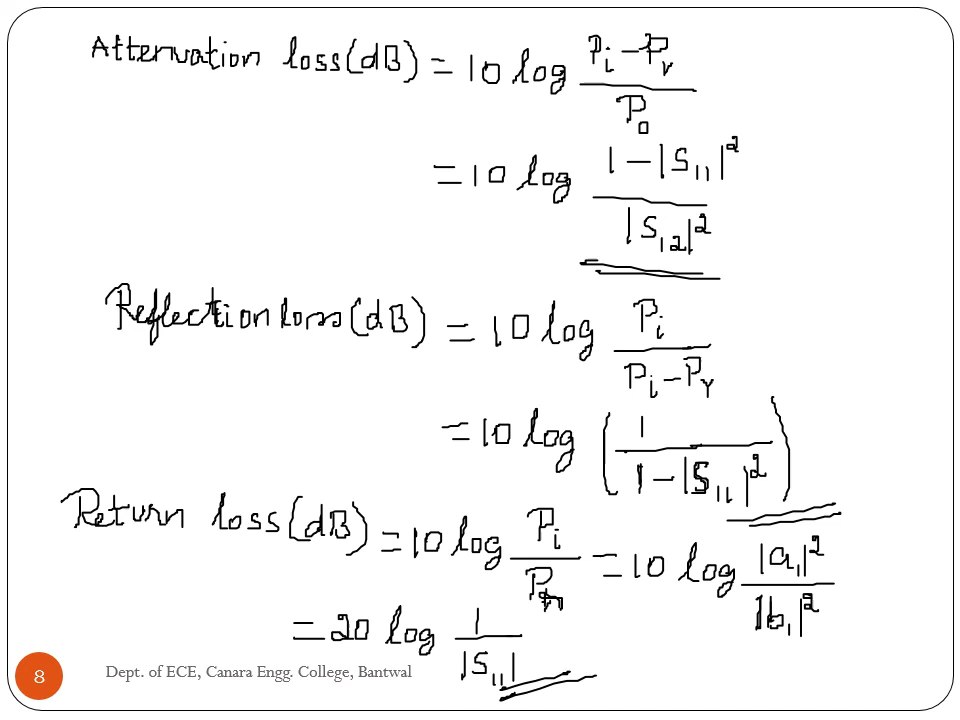 Attenuation loss(dB) = 10 log (Pi − Pr) / Po
= 10 log (1 − |S11|²) / |S12|²
Reflection loss(dB) = 10 log Pi / (Pi − Pr)
= 10 log (1 / (1 − |S11|²))
Return loss(dB) = 10 log Pi / Pr = 10 log |a1|² / |b1|²
= 20 log 1 / |S11|
8 Dept. of ECE, Canara Engg. College, Bantwal